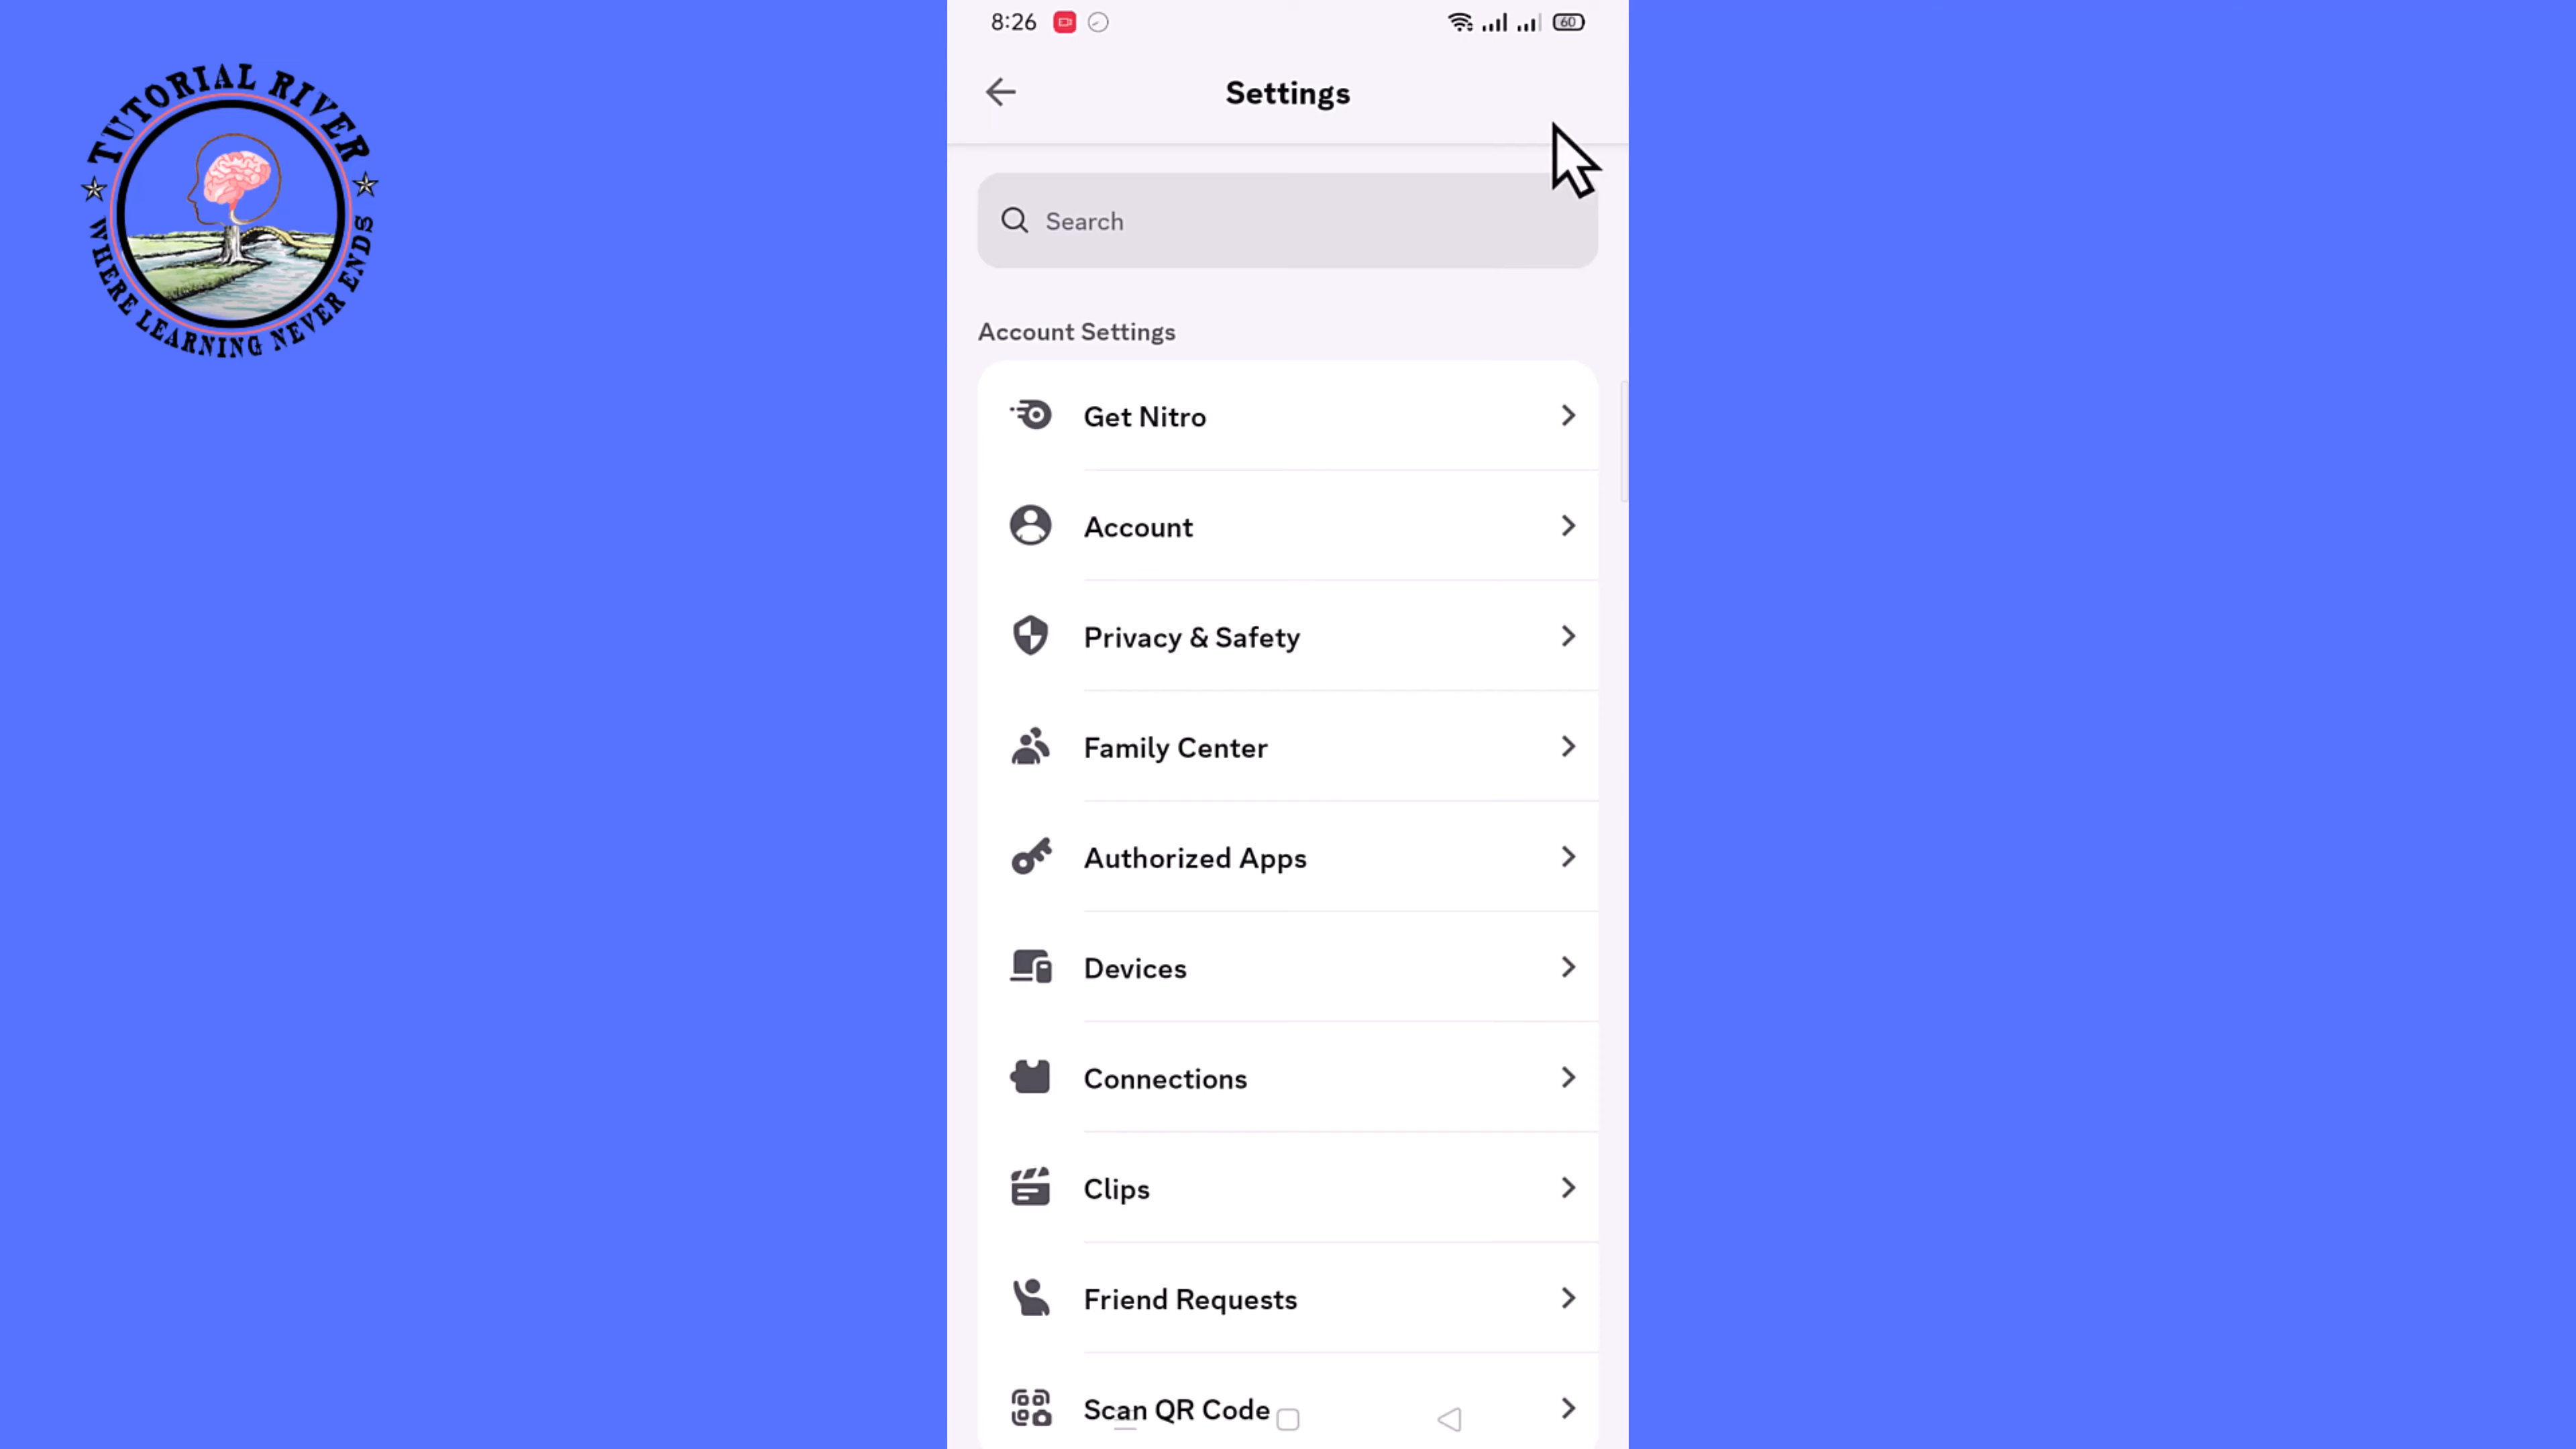 TUTORIAL RIVER
WHERE LEARNING NEVER ENDS
8:26
60
Settings
Search
Account Settings
Get Nitro
Account
Privacy & Safety
Family Center
Authorized Apps
Devices
Connections
Clips
Friend Requests
Scan QR Code